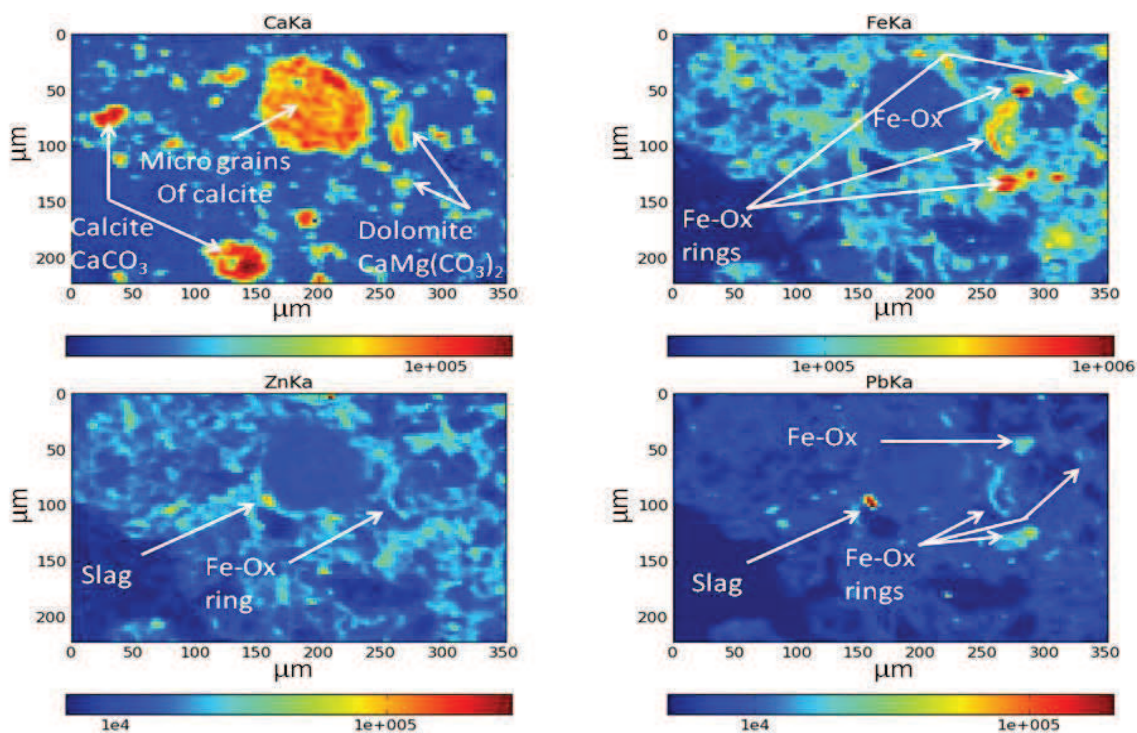 CaKa
0
50
100
150
200
μm
Micro grains
Of calcite
Calcite
CaCO3
Dolomite
CaMg(CO3)2
0 50 100 150 200 250 300 350
μm
1e+005
FeKa
0
50
100
150
200
μm
Fe-Ox
Fe-Ox
rings
0 50 100 150 200 250 300 350
μm
1e+005 1e+006
ZnKa
0
50
100
150
200
μm
Slag
Fe-Ox
ring
0 50 100 150 200 250 300 350
μm
1e4 1e+005
PbKa
0
50
100
150
200
μm
Fe-Ox
Slag
Fe-Ox
rings
0 50 100 150 200 250 300 350
μm
1e4 1e+005